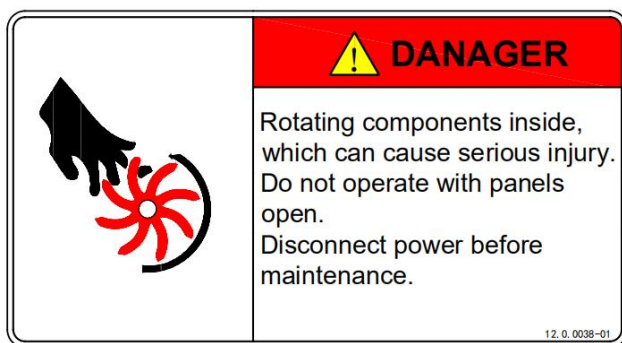 DANAGER
Rotating components inside,
which can cause serious injury.
Do not operate with panels
open.
Disconnect power before
maintenance.
12.0.0038-01